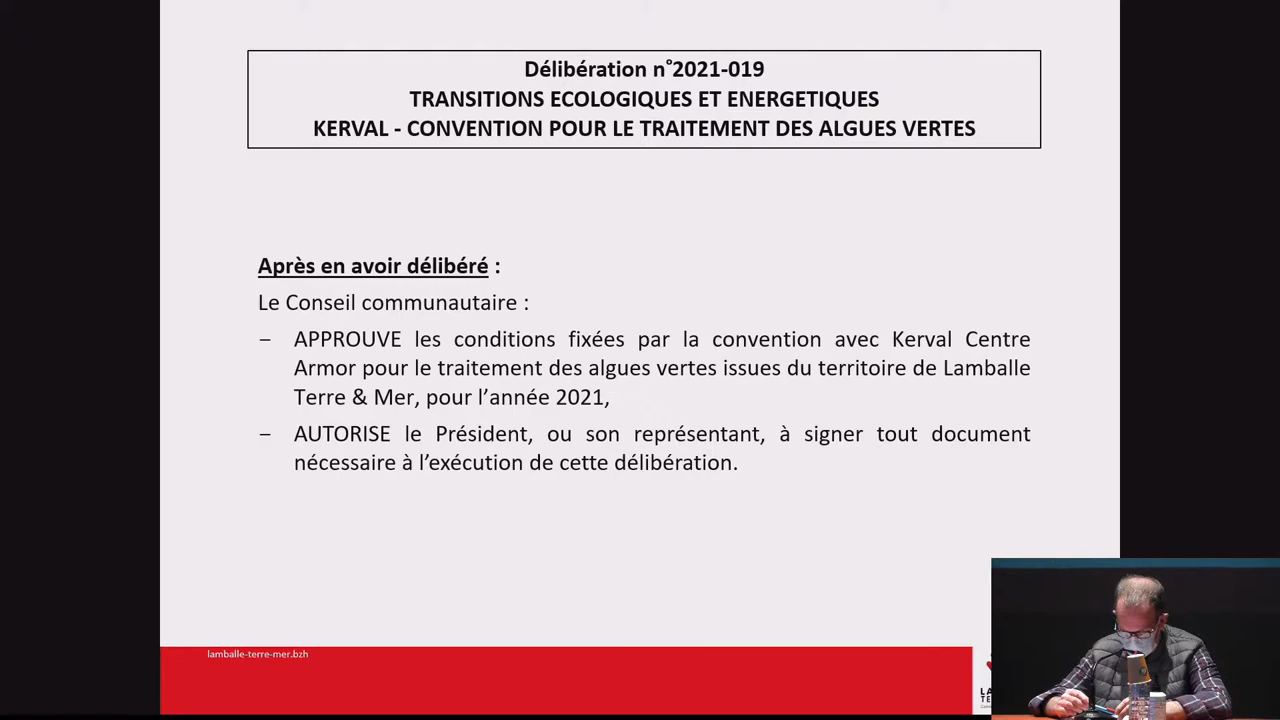 Délibération n°2021-019
TRANSITIONS ECOLOGIQUES ET ENERGETIQUES
KERVAL - CONVENTION POUR LE TRAITEMENT DES ALGUES VERTES
Après en avoir délibéré :
Le Conseil communautaire :
– APPROUVE les conditions fixées par la convention avec Kerval Centre
Armor pour le traitement des algues vertes issues du territoire de Lamballe
Terre & Mer, pour l’année 2021,
– AUTORISE le Président, ou son représentant, à signer tout document
nécessaire à l’exécution de cette délibération.
lamballe-terre-mer.bzh